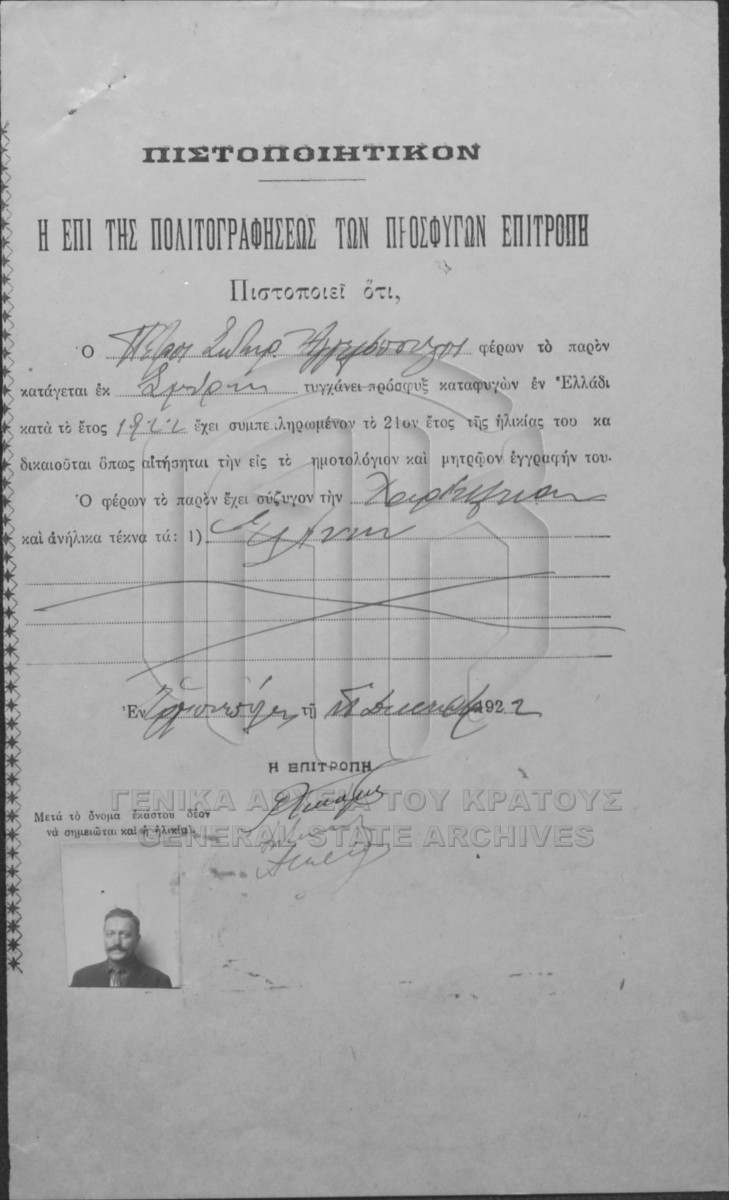 ΠΙΣΤΟΠΟΙΗΤΙΚΟΝ
Η ΕΠΙ ΤΗΣ ΠΟΛΙΤΟΓΡΑΦΗΣΕΩΣ ΤΩΝ ΠΡΟΣΦΥΓΩΝ ΕΠΙΤΡΟΠΗ
Πιστοποιεῖ ὅτι,
Ὁ Πέτρος φέρων τὸ παρὸν
κατάγεται ἐκ Σμύρνης τυγχάνει πρόσφυξ καταφυγὼν ἐν Ἑλλάδι
κατὰ τὸ ἔτος 1922 ἔχει συμπεπληρωμένον τὸ 21ον ἔτος τῆς ἡλικίας του κα
δικαιοῦται ὅπως αἰτήσηται τὴν εἰς τὸ ημοτολόγιον καὶ μητρῷον ἐγγραφήν του.
Ὁ φέρων τὸ παρὸν ἔχει σύζυγον τὴν
καὶ ἀνήλικα τέκνα τά: 1) Ἑλένην
Ἐν Ἑρμουπόλει τῇ 1922
Η ΕΠΙΤΡΟΠΗ
ΓΕΝΙΚΑ ΑΡΧΕΙΑ ΤΟΥ ΚΡΑΤΟΥΣ
GENERAL STATE ARCHIVES
Μετὰ τὸ ὄνομα ἑκάστου δέον
νὰ σημειῶται καὶ ἡ ἡλικία.